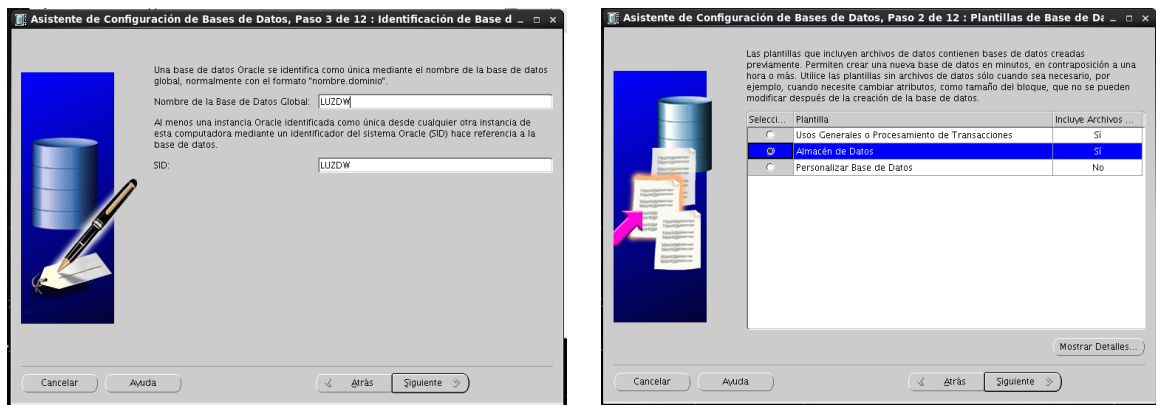 Asistente de Configuración de Bases de Datos, Paso 3 de 12 : Identificación de Base d
Una base de datos Oracle se identifica como única mediante el nombre de la base de datos
global, normalmente con el formato "nombre.dominio".
Nombre de la Base de Datos Global: LUZDW
Al menos una instancia Oracle identificada como única desde cualquier otra instancia de
esta computadora mediante un identificador del sistema Oracle (SID) hace referencia a la
base de datos.
SID: LUZDW
Cancelar Ayuda Atrás Siguiente
Asistente de Configuración de Bases de Datos, Paso 2 de 12 : Plantillas de Base de Da
Las plantillas que incluyen archivos de datos contienen bases de datos creadas
previamente. Permiten crear una nueva base de datos en minutos, en contraposición a una
hora o más. Utilice las plantillas sin archivos de datos sólo cuando sea necesario, por
ejemplo, cuando necesite cambiar atributos, como tamaño del bloque, que no se pueden
modificar después de la creación de la base de datos.
Selecci... Plantilla Incluye Archivos ...
Usos Generales o Procesamiento de Transacciones Sí
Almacén de Datos Sí
Personalizar Base de Datos No
Mostrar Detalles...
Cancelar Ayuda Atrás Siguiente